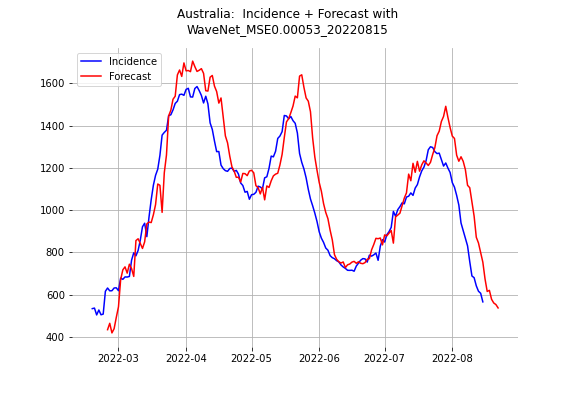 Australia:  Incidence + Forecast with
WaveNet_MSE0.00053_20220815
Incidence
Forecast
1600
1400
1200
1000
800
600
400
2022-03 2022-04 2022-05 2022-06 2022-07 2022-08